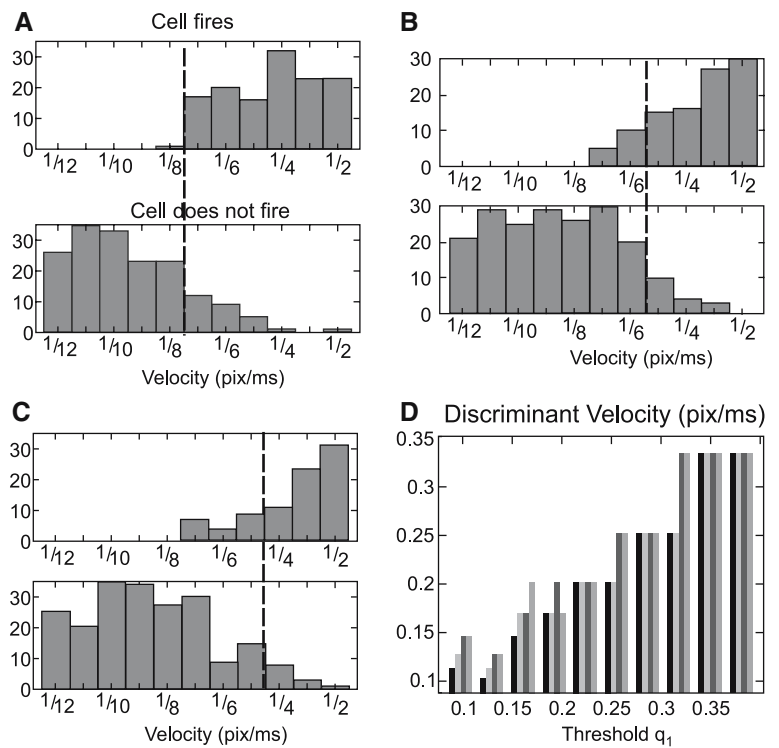 A
Cell fires
30
20
10
0
1/12 1/10 1/8 1/6 1/4 1/2
Cell does not fire
30
20
10
0
1/12 1/10 1/8 1/6 1/4 1/2
Velocity (pix/ms)
B
30
20
10
0
1/12 1/10 1/8 1/6 1/4 1/2
30
20
10
0
1/12 1/10 1/8 1/6 1/4 1/2
Velocity (pix/ms)
C
30
20
10
0
1/12 1/10 1/8 1/6 1/4 1/2
30
20
10
0
1/12 1/10 1/8 1/6 1/4 1/2
Velocity (pix/ms)
D
Discriminant Velocity (pix/ms)
0.35
0.3
0.25
0.2
0.15
0.1
0.1 0.15 0.2 0.25 0.3 0.35
Threshold q1